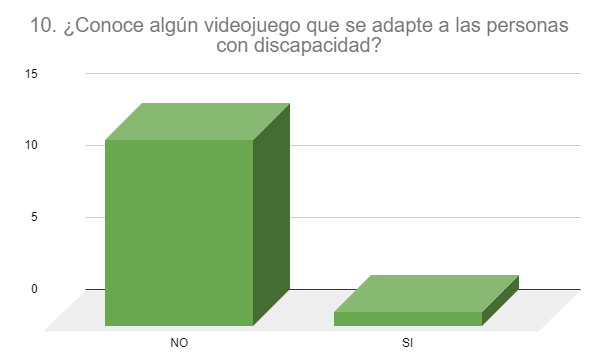 10. ¿Conoce algún videojuego que se adapte a las personas
con discapacidad?
15
10
5
0
NO
SI